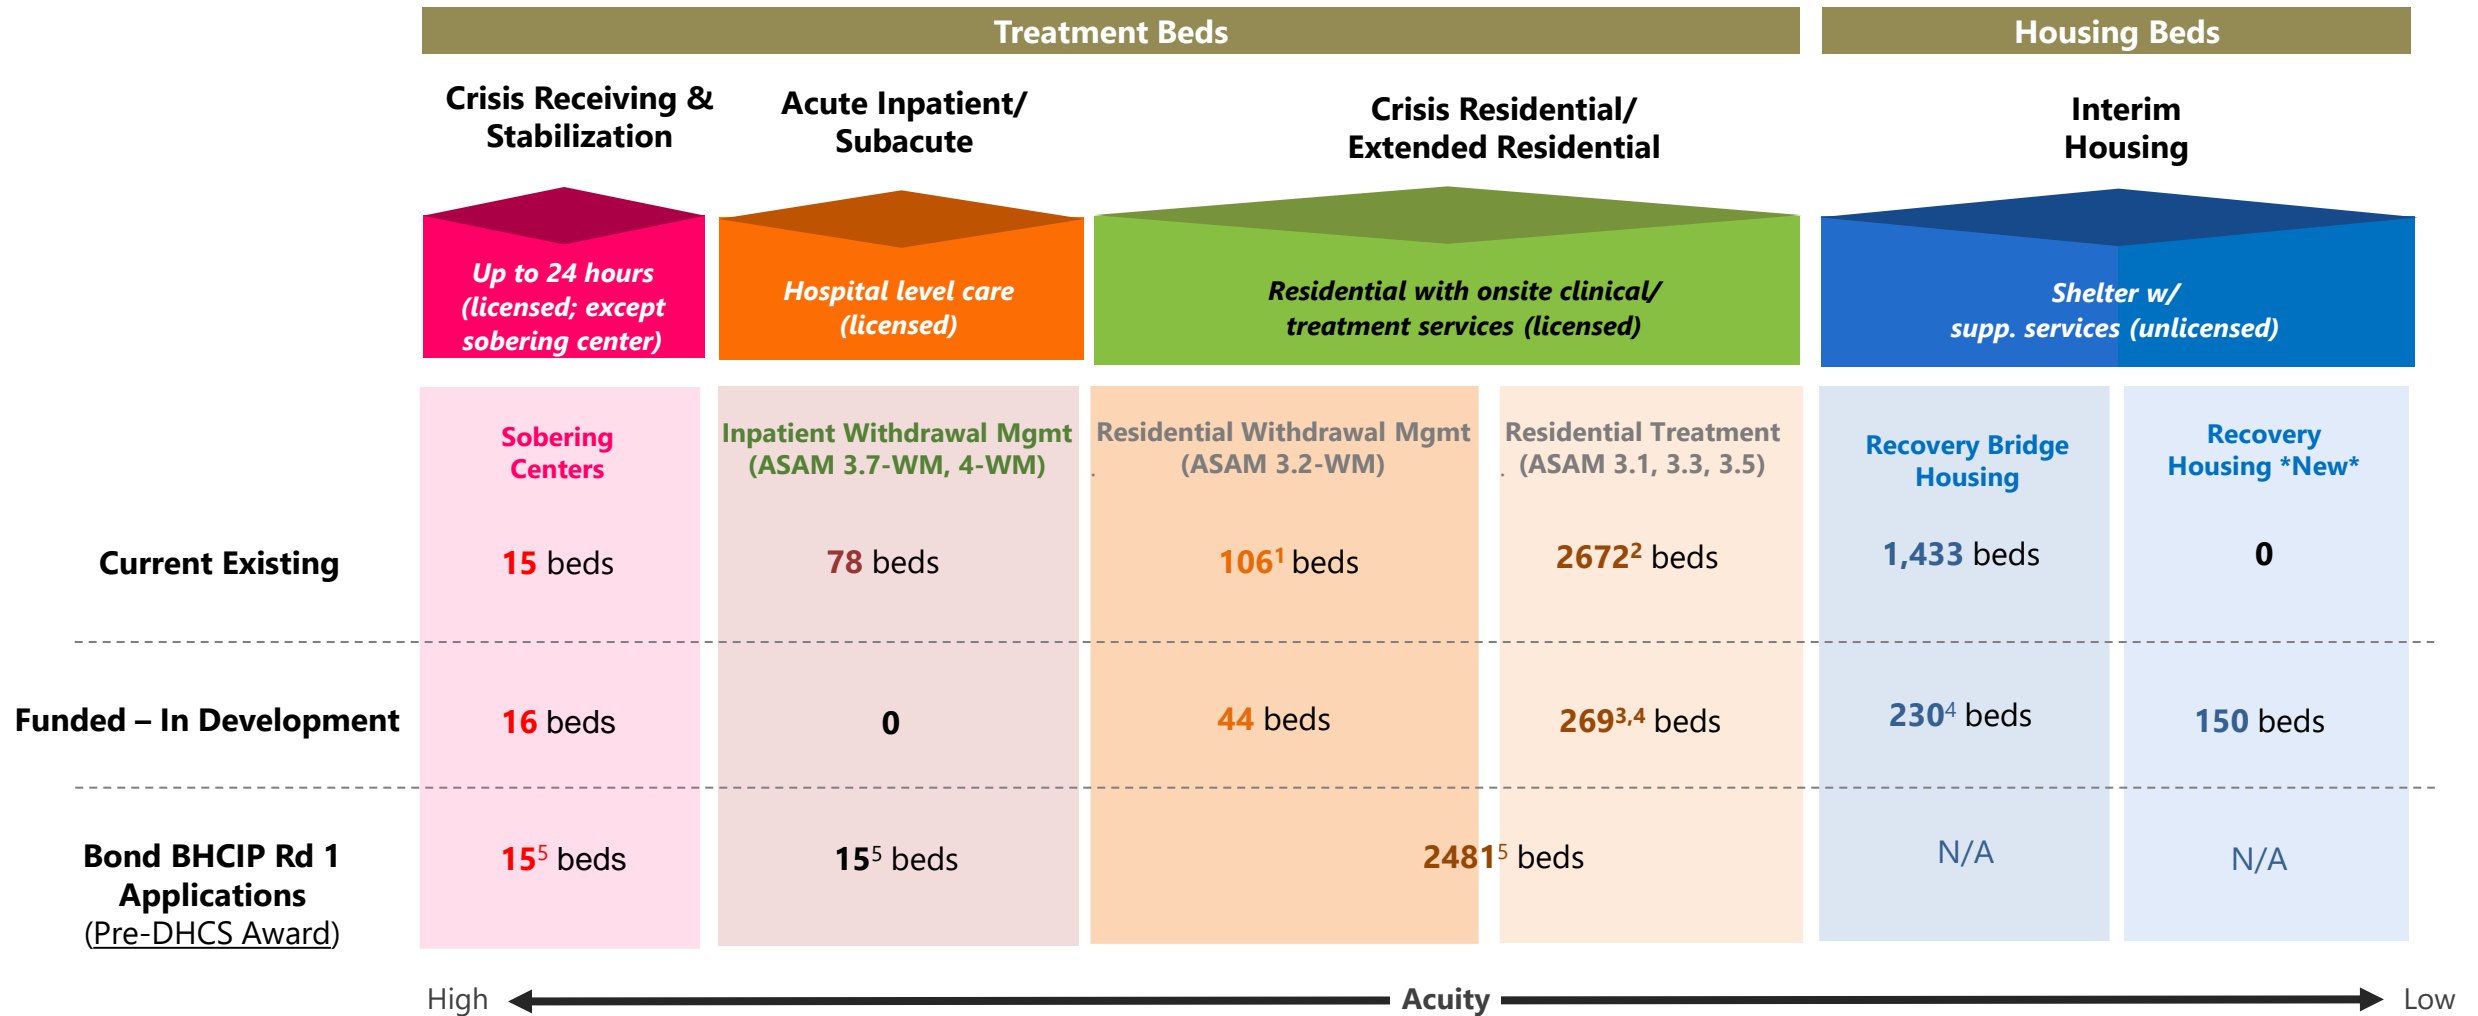 Treatment Beds
Housing Beds
Crisis Receiving &
Stabilization
Acute Inpatient/
Subacute
Crisis Residential/
Extended Residential
Interim
Housing
Up to 24 hours
(licensed; except
sobering center)
Hospital level care
(licensed)
Residential with onsite clinical/
treatment services (licensed)
Shelter w/
supp. services (unlicensed)
Sobering
Centers
Inpatient Withdrawal Mgmt
(ASAM 3.7-WM, 4-WM)
Residential Withdrawal Mgmt
. (ASAM 3.2-WM)
Residential Treatment
. (ASAM 3.1, 3.3, 3.5)
Recovery Bridge
Housing
Recovery
Housing *New*
Current Existing
15 beds
78 beds
106¹ beds
2672² beds
1,433 beds
0
Funded – In Development
16 beds
0
44 beds
269³,⁴ beds
230⁴ beds
150 beds
Bond BHCIP Rd 1
Applications
(Pre-DHCS Award)
15⁵ beds
15⁵ beds
2481⁵ beds
N/A
N/A
High
Acuity
Low